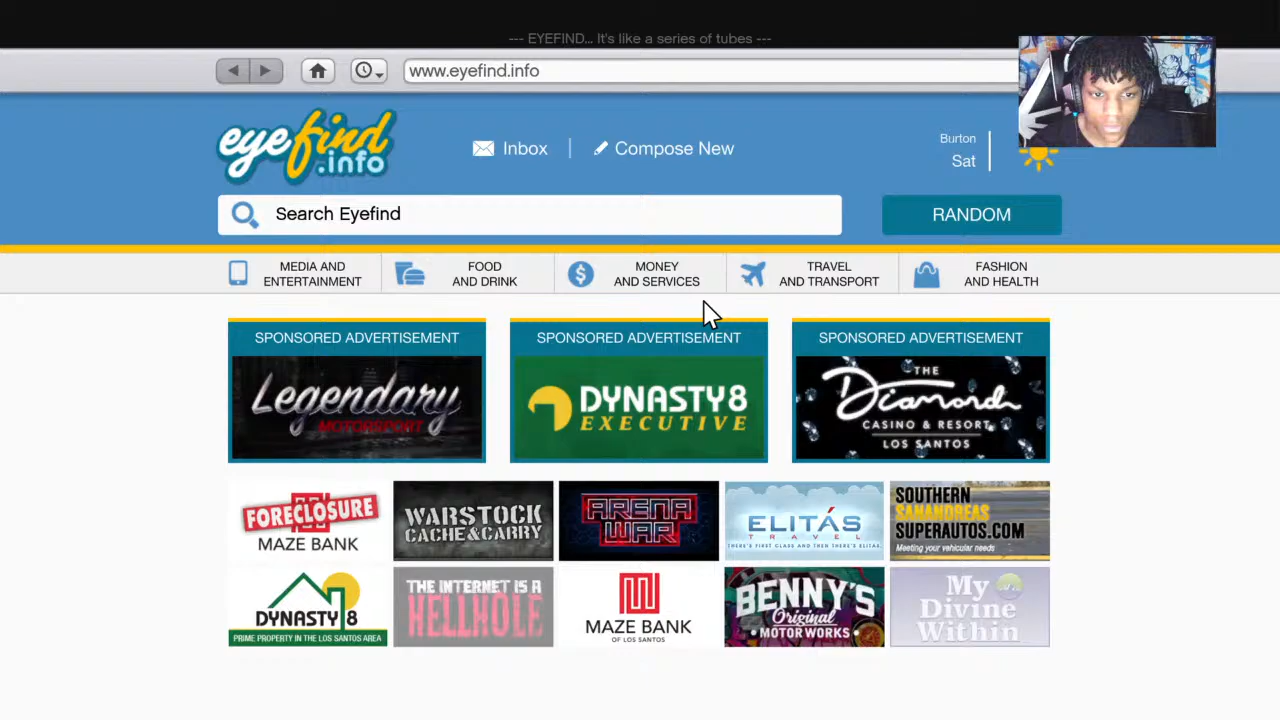 --- EYEFIND... It's like a series of tubes ---
www.eyefind.info
eyefind
.info
Inbox
Compose New
Burton
Sat
Search Eyefind
RANDOM
MEDIA AND
ENTERTAINMENT
FOOD
AND DRINK
MONEY
AND SERVICES
TRAVEL
AND TRANSPORT
FASHION
AND HEALTH
SPONSORED ADVERTISEMENT
Legendary
MOTORSPORT
SPONSORED ADVERTISEMENT
DYNASTY8
EXECUTIVE
SPONSORED ADVERTISEMENT
THE
Diamond
CASINO & RESORT
LOS SANTOS
FORECLOSURE
MAZE BANK
WARSTOCK
CACHE&CARRY
ARENA
WAR
ELITÁS
TRAVEL
THERE'S FIRST CLASS AND THEN THERE'S ELITAS
SOUTHERN
SANANDREAS
SUPERAUTOS.COM
Meeting your vehicular needs
DYNASTY 8
PRIME PROPERTY IN THE LOS SANTOS AREA
THE INTERNET IS A
HELLHOLE
MAZE BANK
OF LOS SANTOS
BENNY'S
Original
MOTOR WORKS
My
Divine
Within